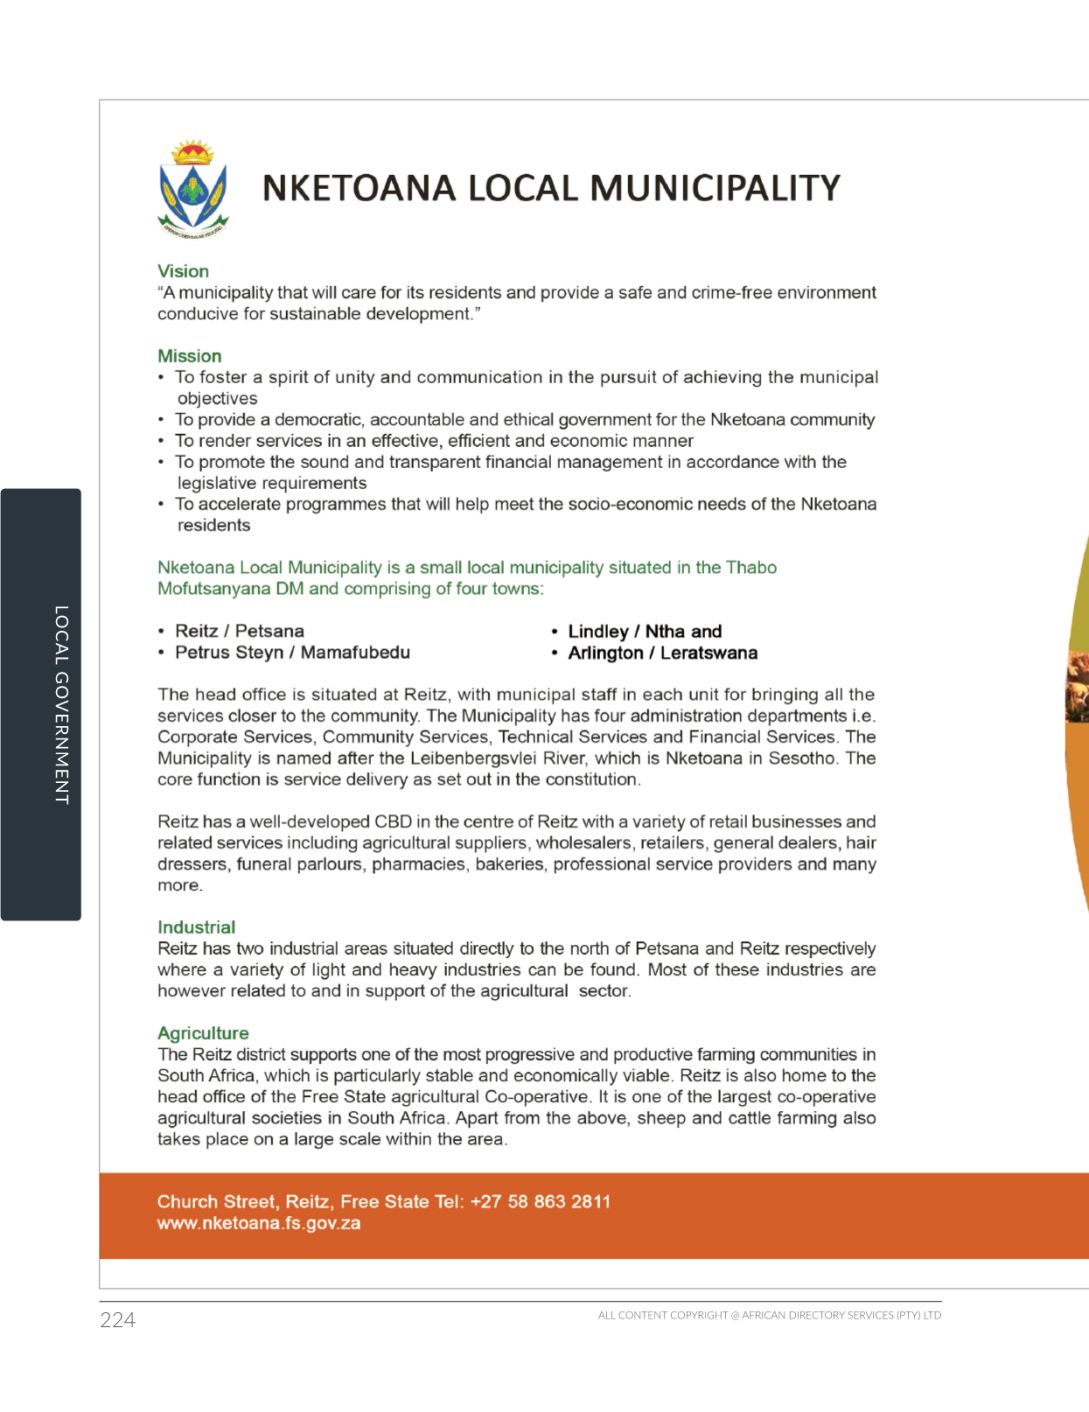 NKETOANA LOCAL MUNICIPALITY
Vision
“A municipality that will care for its residents and provide a safe and crime-free environment
conducive for sustainable development.”
Mission
• To foster a spirit of unity and communication in the pursuit of achieving the municipal
objectives
• To provide a democratic, accountable and ethical government for the Nketoana community
• To render services in an effective, efficient and economic manner
• To promote the sound and transparent financial management in accordance with the
legislative requirements
• To accelerate programmes that will help meet the socio-economic needs of the Nketoana
residents
Nketoana Local Municipality is a small local municipality situated in the Thabo
Mofutsanyana DM and comprising of four towns:
• Reitz / Petsana
• Petrus Steyn / Mamafubedu
• Lindley / Ntha and
• Arlington / Leratswana
The head office is situated at Reitz, with municipal staff in each unit for bringing all the
services closer to the community. The Municipality has four administration departments i.e.
Corporate Services, Community Services, Technical Services and Financial Services. The
Municipality is named after the Leibenbergsvlei River, which is Nketoana in Sesotho. The
core function is service delivery as set out in the constitution.
Reitz has a well-developed CBD in the centre of Reitz with a variety of retail businesses and
related services including agricultural suppliers, wholesalers, retailers, general dealers, hair
dressers, funeral parlours, pharmacies, bakeries, professional service providers and many
more.
Industrial
Reitz has two industrial areas situated directly to the north of Petsana and Reitz respectively
where a variety of light and heavy industries can be found. Most of these industries are
however related to and in support of the agricultural sector.
Agriculture
The Reitz district supports one of the most progressive and productive farming communities in
South Africa, which is particularly stable and economically viable. Reitz is also home to the
head office of the Free State agricultural Co-operative. It is one of the largest co-operative
agricultural societies in South Africa. Apart from the above, sheep and cattle farming also
takes place on a large scale within the area.
Church Street, Reitz, Free State Tel: +27 58 863 2811
www.nketoana.fs.gov.za
LOCAL GOVERNMENT
224
ALL CONTENT COPYRIGHT @ AFRICAN DIRECTORY SERVICES (PTY) LTD